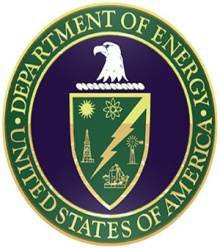 DEPARTMENT OF ENERGY
UNITED STATES OF AMERICA